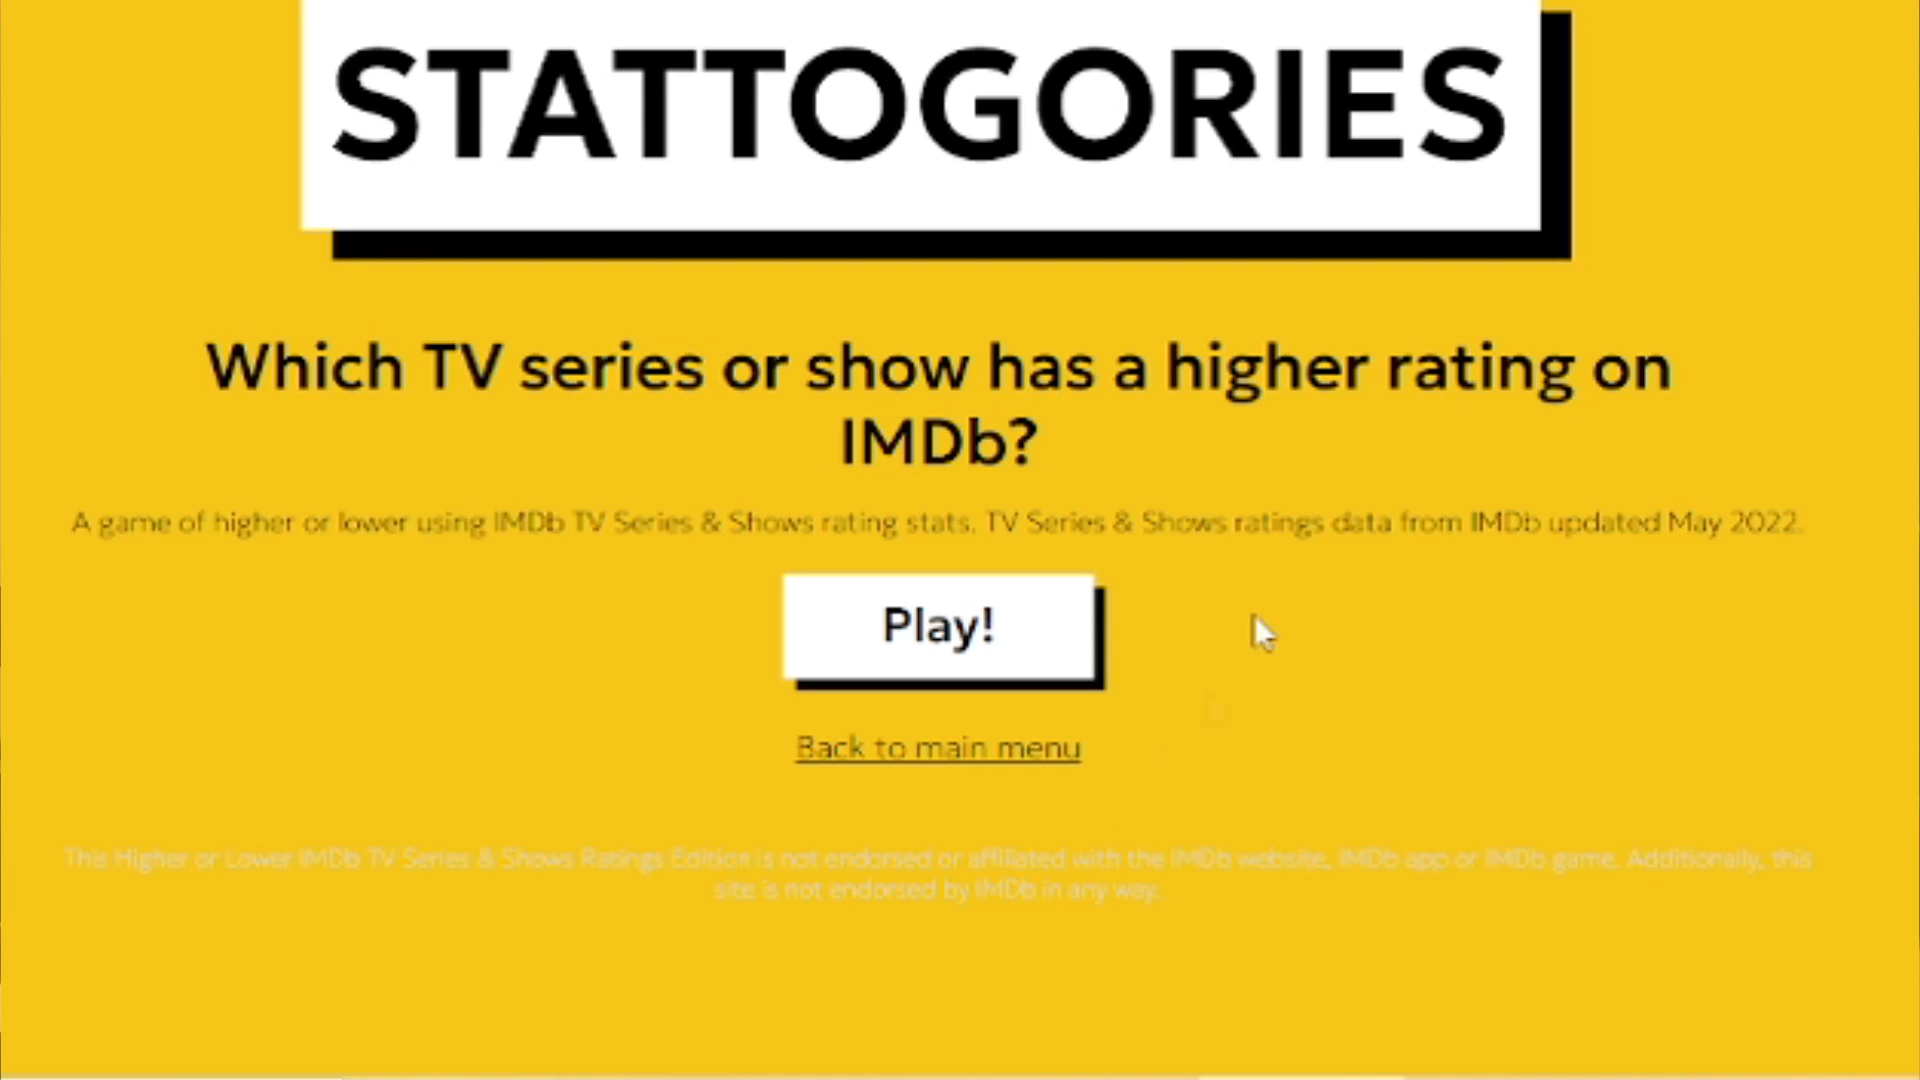 STATTOGORIES
Which TV series or show has a higher rating on
IMDb?
A game of higher or lower using IMDb TV Series & Shows rating stats. TV Series & Shows ratings data from IMDb updated May 2022.
Play!
Back to main menu
This Higher or Lower IMDb TV Series & Shows Ratings Edition is not endorsed or affiliated with the IMDb website, IMDb app or IMDb game. Additionally, this
site is not endorsed by IMDb in any way.